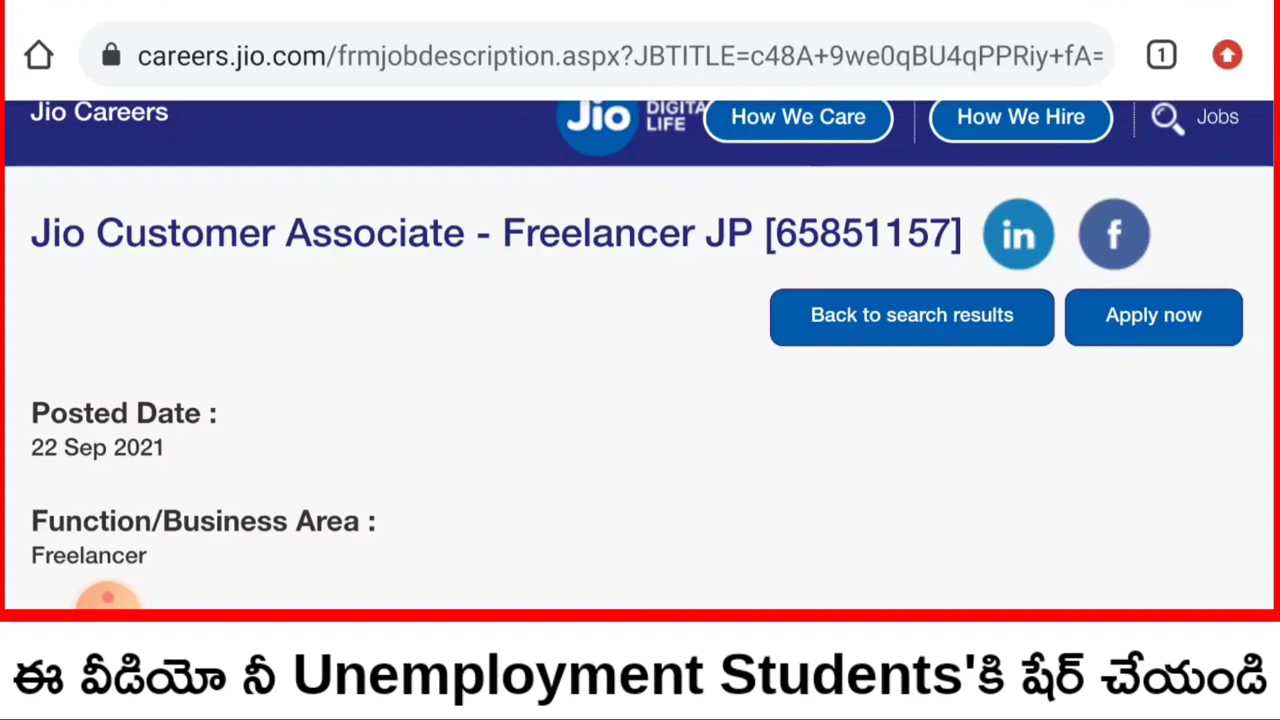 careers.jio.com/frmjobdescription.aspx?JBTITLE=c48A+9we0qBU4qPPRiy+fA=
1
Jio Careers
Jio
DIGITA
LIFE
How We Care
How We Hire
Jobs
Jio Customer Associate - Freelancer JP [65851157]
in
f
Back to search results
Apply now
Posted Date :
22 Sep 2021
Function/Business Area :
Freelancer
ఈ వీడియో నీ Unemployment Students'కి షేర్ చేయండి